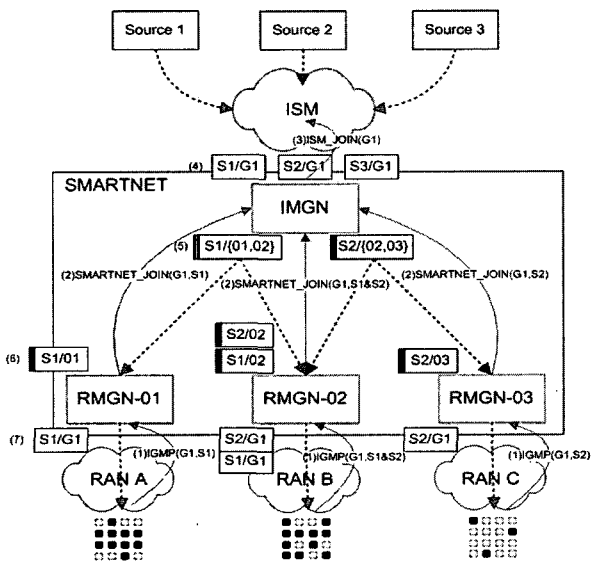 Source 1
Source 2
Source 3
ISM
(3)ISM_JOIN(G1)
(4)
S1/G1
S2/G1
S3/G1
SMARTNET
IMGN
(5)
S1/{01,02}
S2/{02,03}
(2)SMARTNET_JOIN(G1,S1)
(2)SMARTNET_JOIN(G1,S1&S2)
(2)SMARTNET_JOIN(G1,S2)
(6)
S1/01
S2/02
S1/02
S2/03
RMGN-01
RMGN-02
RMGN-03
(7)
S1/G1
S2/G1
S1/G1
S2/G1
(1)IGMP(G1,S1)
(1)IGMP(G1,S1&S2)
(1)IGMP(G1,S2)
RAN A
RAN B
RAN C